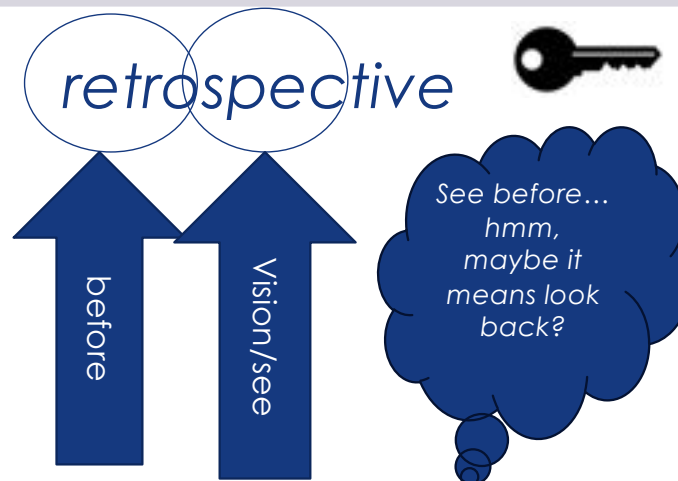 retrospective
before
Vision/see
See before…
hmm,
maybe it
means look
back?